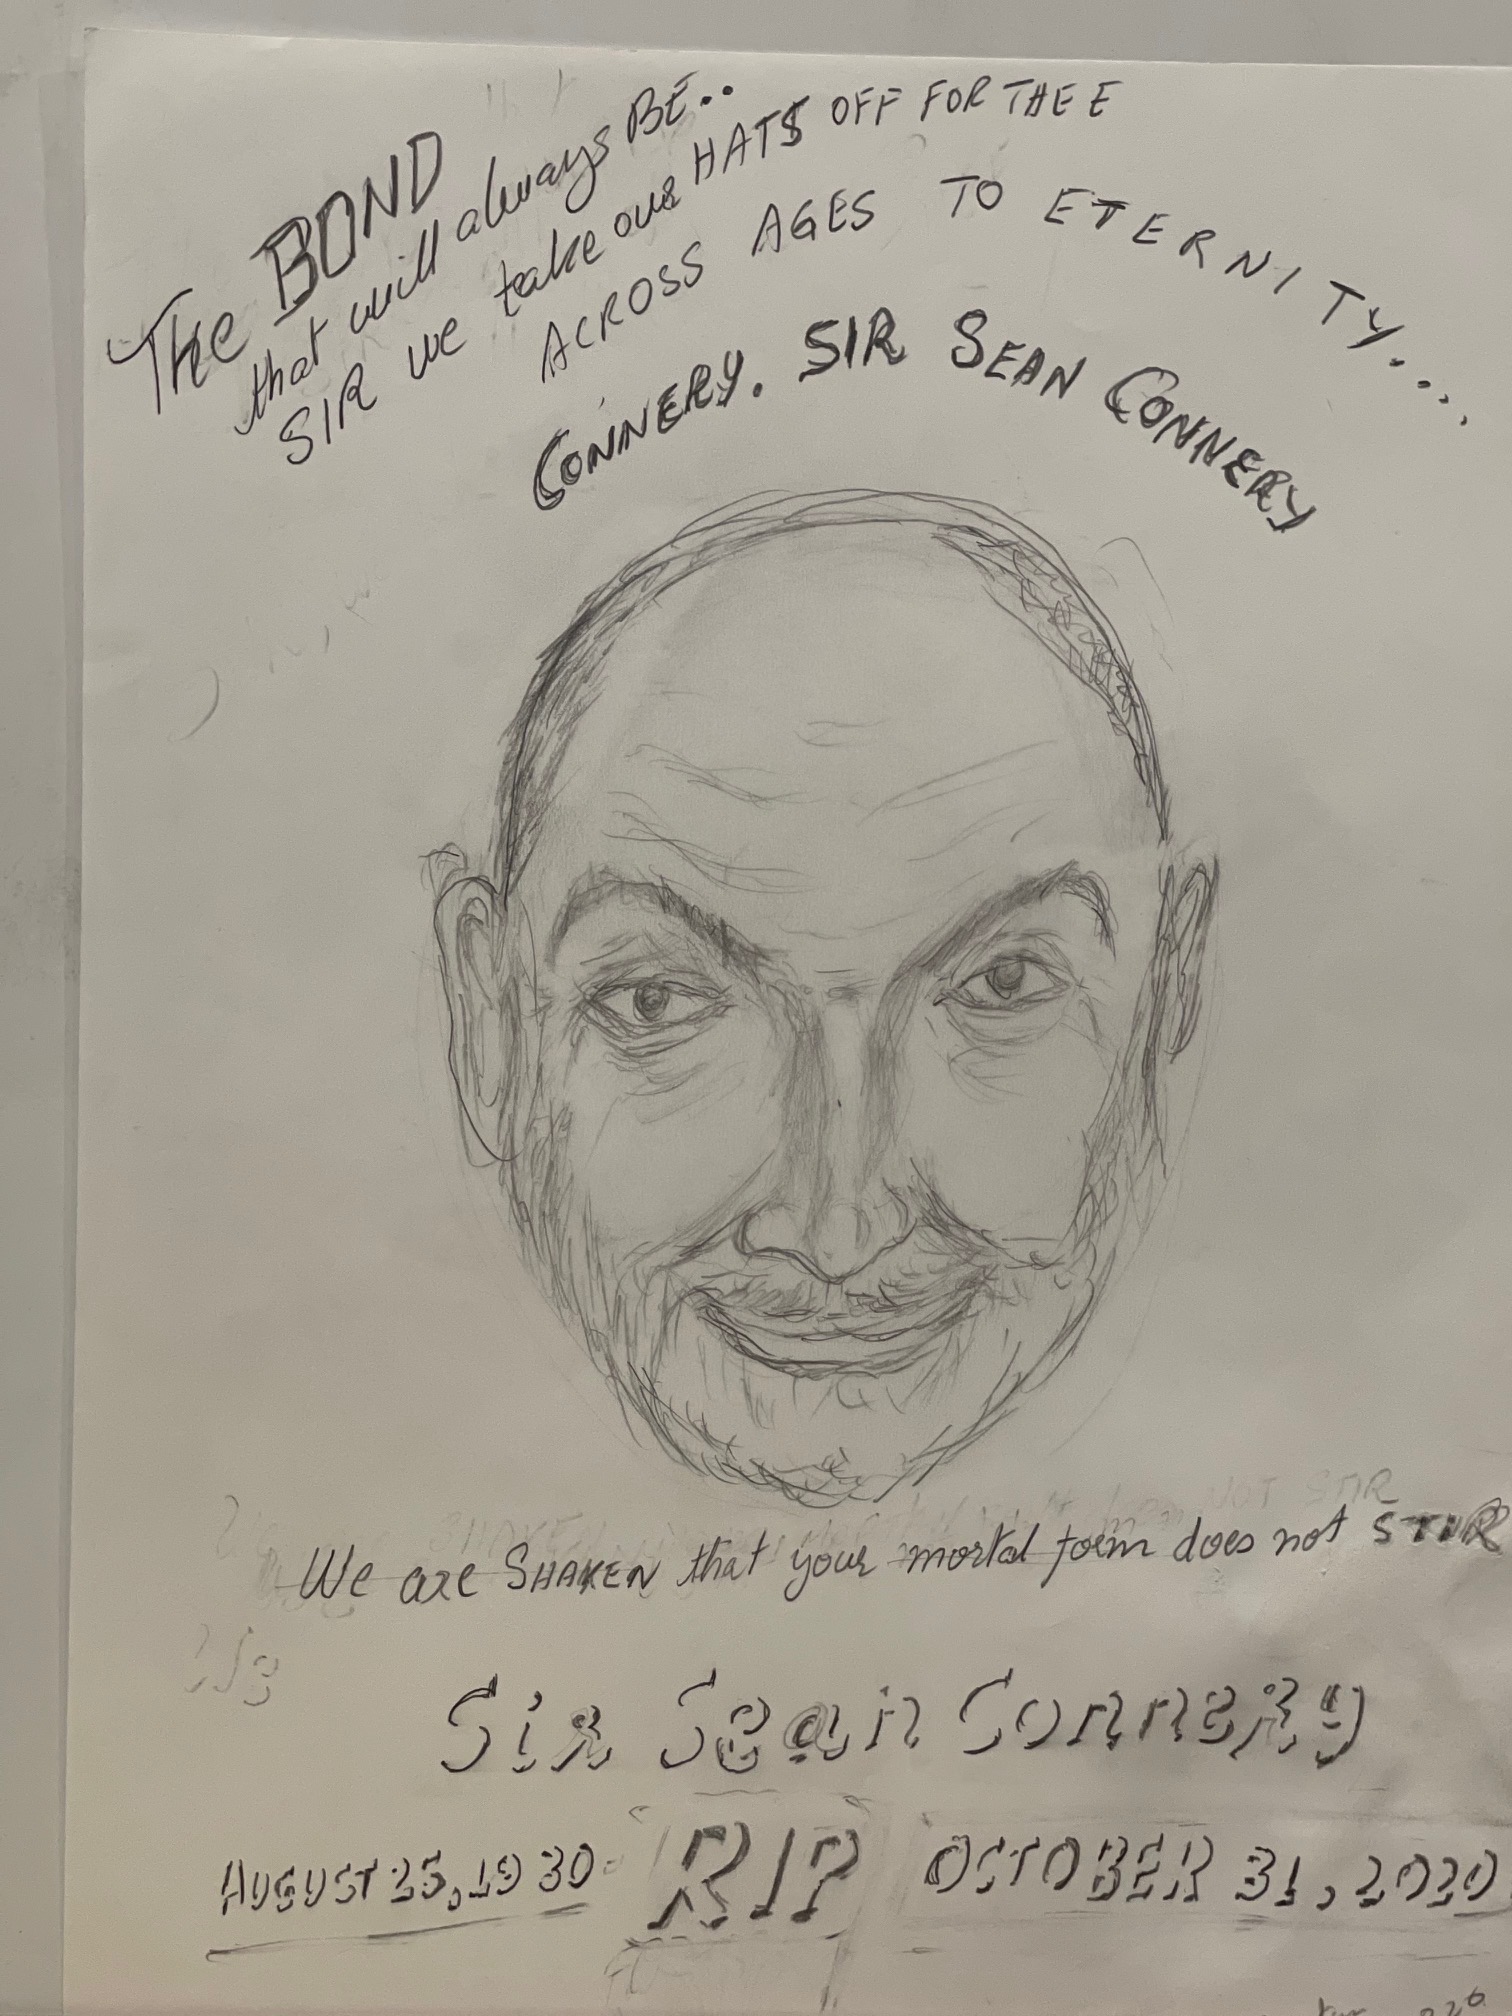 The BOND
that will always BE..
SIR we take our HATS OFF FOR THEE
ACROSS AGES TO ETERNITY....
CONNERY. SIR SEAN CONNERY
NOT STIR
We are SHAKEN that your mortal form does not STIR
Sir Sean Connery
AUGUST 25, 1930 RIP OCTOBER 31, 2020